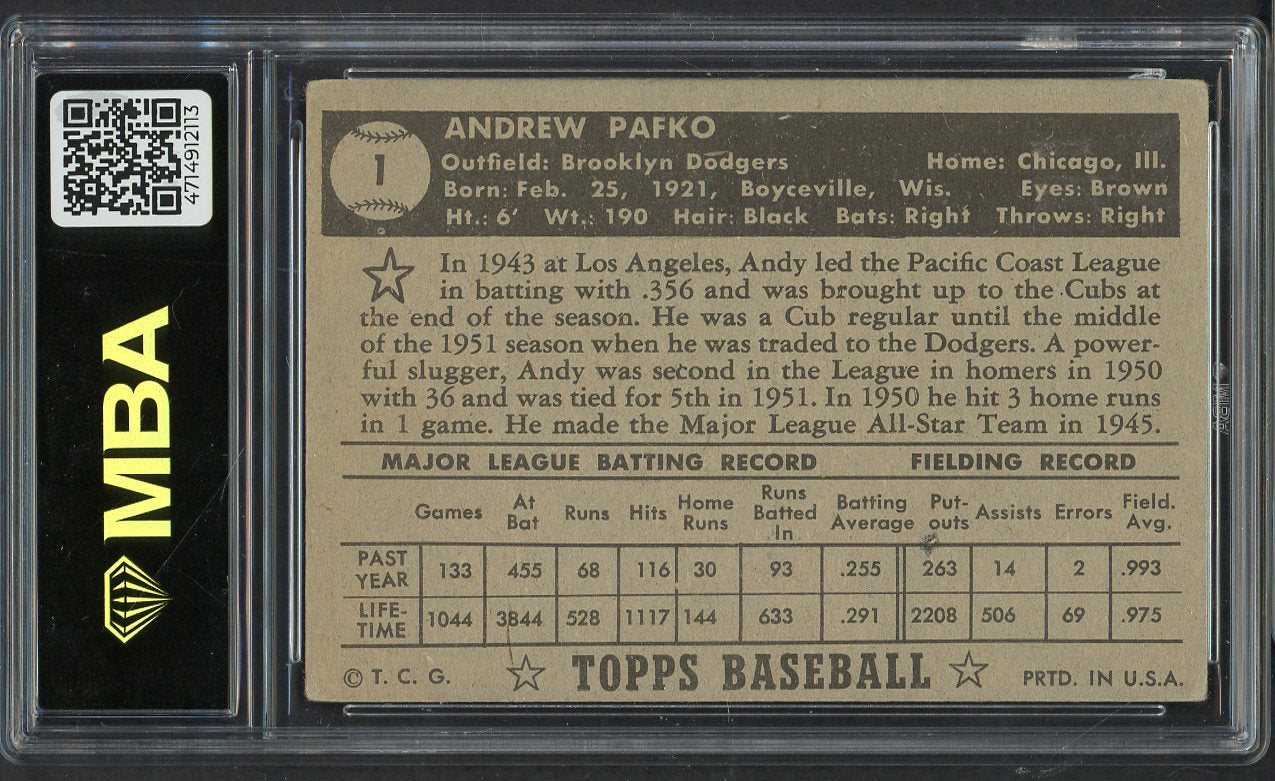 4714912113
MBA
ANDREW PAFKO
1
Outfield: Brooklyn Dodgers Home: Chicago, Ill.
Born: Feb. 25, 1921, Boyceville, Wis. Eyes: Brown
Ht.: 6' Wt.: 190 Hair: Black Bats: Right Throws: Right
In 1943 at Los Angeles, Andy led the Pacific Coast League
in batting with .356 and was brought up to the Cubs at
the end of the season. He was a Cub regular until the middle
of the 1951 season when he was traded to the Dodgers. A power-
ful slugger, Andy was second in the League in homers in 1950
with 36 and was tied for 5th in 1951. In 1950 he hit 3 home runs
in 1 game. He made the Major League All-Star Team in 1945.
MAJOR LEAGUE BATTING RECORD FIELDING RECORD
Games At Bat Runs Hits Home Runs Runs Batted In Batting Average Put-outs Assists Errors Field. Avg.
PAST YEAR 133 455 68 116 30 93 .255 263 14 2 .993
LIFE-TIME 1044 3844 528 1117 144 633 .291 2208 506 69 .975
© T. C. G. TOPPS BASEBALL PRTD. IN U.S.A.
MBA